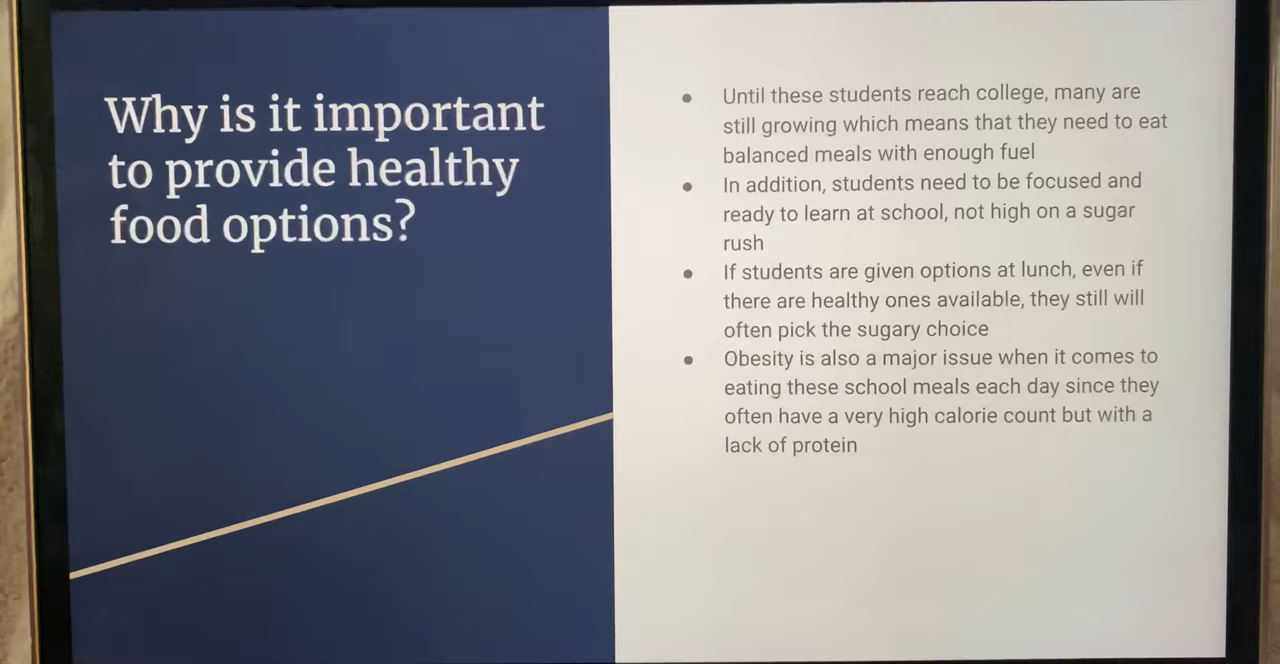 Why is it important
to provide healthy
food options?
● Until these students reach college, many are
still growing which means that they need to eat
balanced meals with enough fuel
● In addition, students need to be focused and
ready to learn at school, not high on a sugar
rush
● If students are given options at lunch, even if
there are healthy ones available, they still will
often pick the sugary choice
● Obesity is also a major issue when it comes to
eating these school meals each day since they
often have a very high calorie count but with a
lack of protein